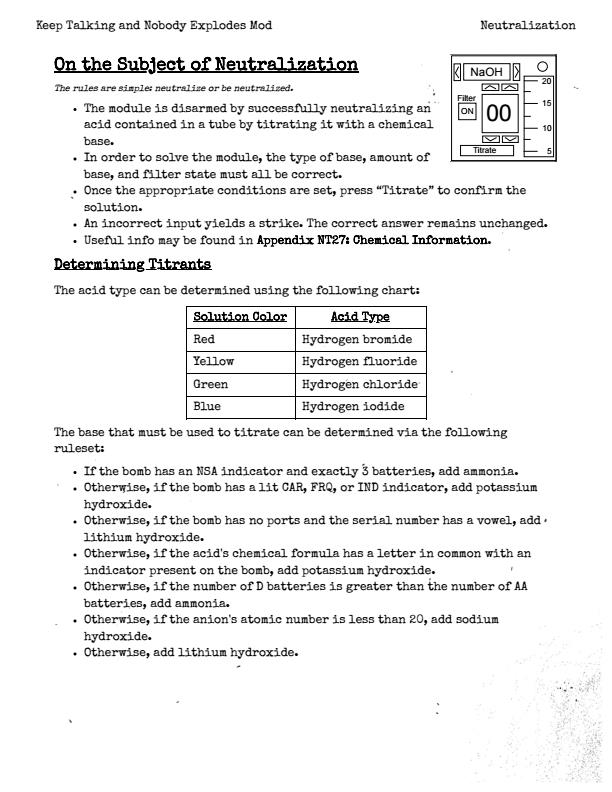 Keep Talking and Nobody Explodes Mod
Neutralization
On the Subject of Neutralization
The rules are simple: neutralize or be neutralized.
NaOH
Filter
ON
00
Titrate
20
15
10
5
• The module is disarmed by successfully neutralizing an
acid contained in a tube by titrating it with a chemical
base.
• In order to solve the module, the type of base, amount of
base, and filter state must all be correct.
• Once the appropriate conditions are set, press “Titrate” to confirm the
solution.
• An incorrect input yields a strike. The correct answer remains unchanged.
• Useful info may be found in Appendix NT27: Chemical Information.
Determining Titrants
The acid type can be determined using the following chart:
Solution Color Acid Type
Red Hydrogen bromide
Yellow Hydrogen fluoride
Green Hydrogen chloride
Blue Hydrogen iodide
The base that must be used to titrate can be determined via the following
ruleset:
• If the bomb has an NSA indicator and exactly 3 batteries, add ammonia.
• Otherwise, if the bomb has a lit CAR, FRQ, or IND indicator, add potassium
hydroxide.
• Otherwise, if the bomb has no ports and the serial number has a vowel, add
lithium hydroxide.
• Otherwise, if the acid's chemical formula has a letter in common with an
indicator present on the bomb, add potassium hydroxide.
• Otherwise, if the number of D batteries is greater than the number of AA
batteries, add ammonia.
• Otherwise, if the anion's atomic number is less than 20, add sodium
hydroxide.
• Otherwise, add lithium hydroxide.